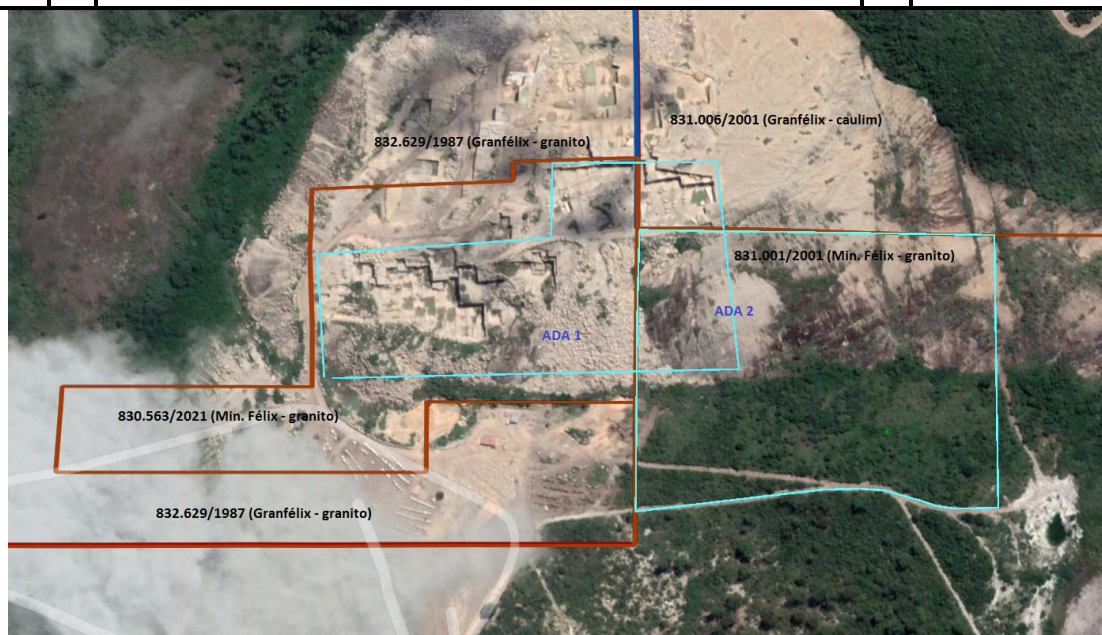 831.006/2001 (Granfélix - caulim)
832.629/1987 (Granfélix - granito)
831.001/2001 (Min. Félix - granito)
ADA 2
ADA 1
830.563/2021 (Min. Félix - granito)
832.629/1987 (Granfélix - granito)